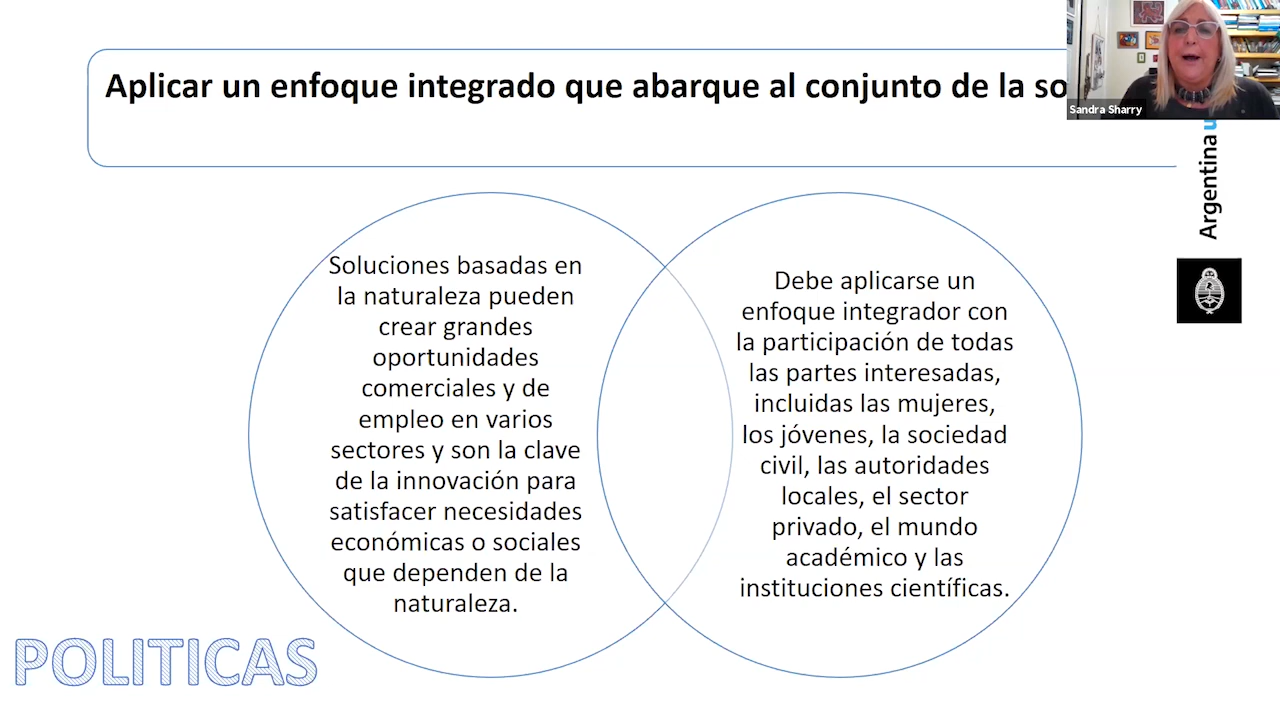 Aplicar un enfoque integrado que abarque al conjunto de la
Sandra Sharry
Argentina
Soluciones basadas en
la naturaleza pueden
crear grandes
oportunidades
comerciales y de
empleo en varios
sectores y son la clave
de la innovación para
satisfacer necesidades
económicas o sociales
que dependen de la
naturaleza.
Debe aplicarse un
enfoque integrador con
la participación de todas
las partes interesadas,
incluidas las mujeres,
los jóvenes, la sociedad
civil, las autoridades
locales, el sector
privado, el mundo
académico y las
instituciones científicas.
POLITICAS